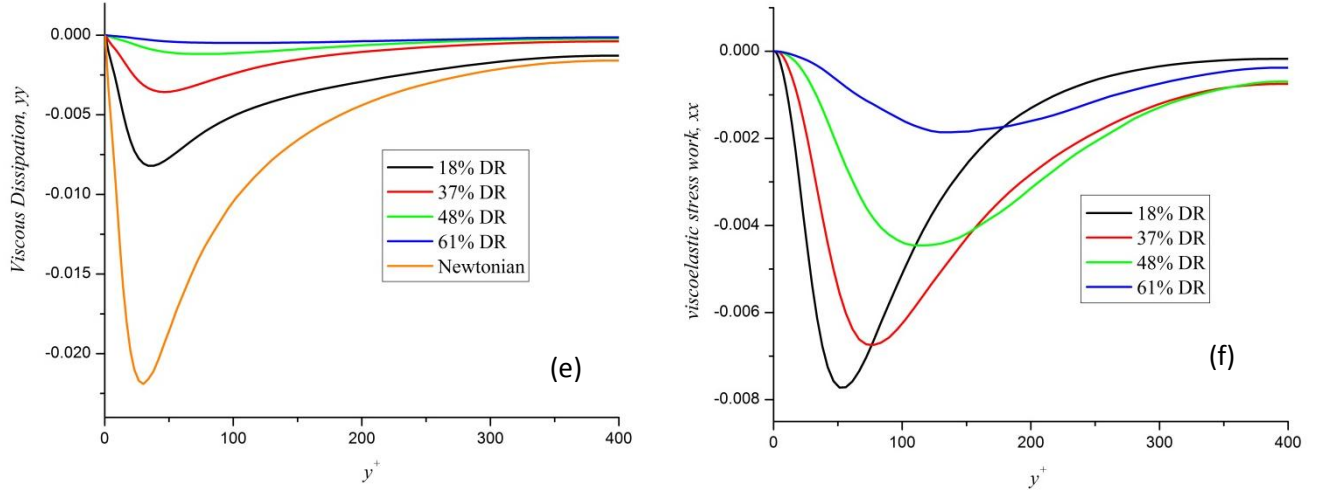 Viscous Dissipation, yy
0.000
-0.005
-0.010
-0.015
-0.020
18% DR
37% DR
48% DR
61% DR
Newtonian
(e)
0
100
200
300
400
y+
viscoelastic stress work, xx
0.000
-0.002
-0.004
-0.006
-0.008
18% DR
37% DR
48% DR
61% DR
(f)
0
100
200
300
400
y+